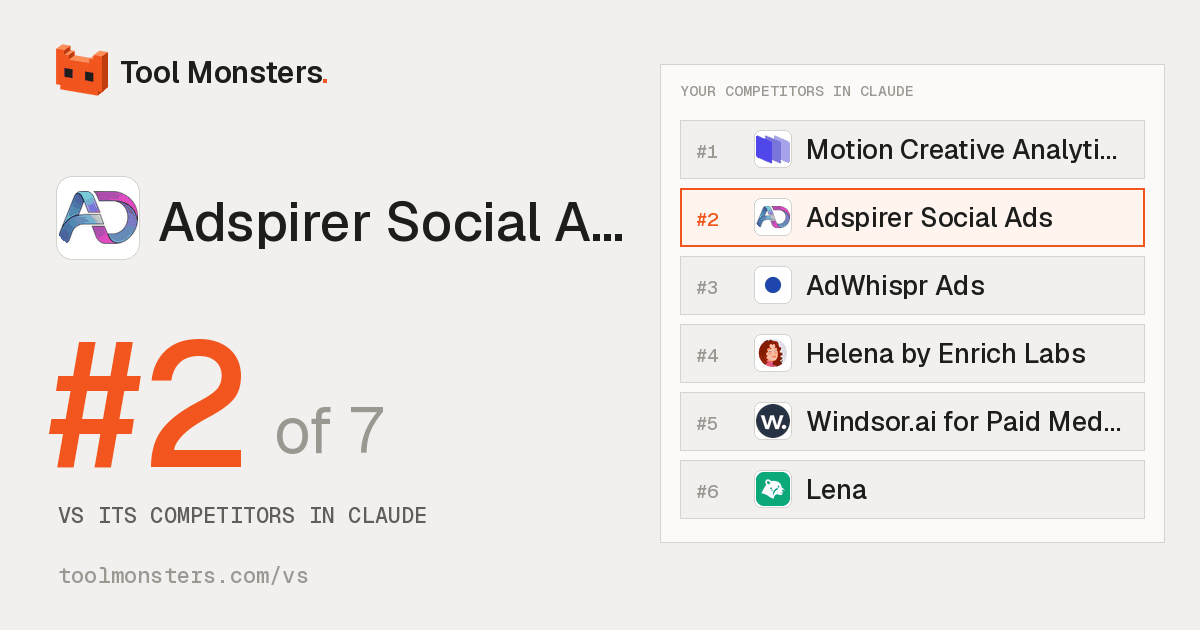 Tool Monsters.
Adspirer Social A...
#2 of 7
VS ITS COMPETITORS IN CLAUDE
toolmonsters.com/vs
YOUR COMPETITORS IN CLAUDE
#1 Motion Creative Analyti...
#2 AD Adspirer Social Ads
#3 AdWhispr Ads
#4 Helena by Enrich Labs
#5 w. Windsor.ai for Paid Med...
#6 Lena